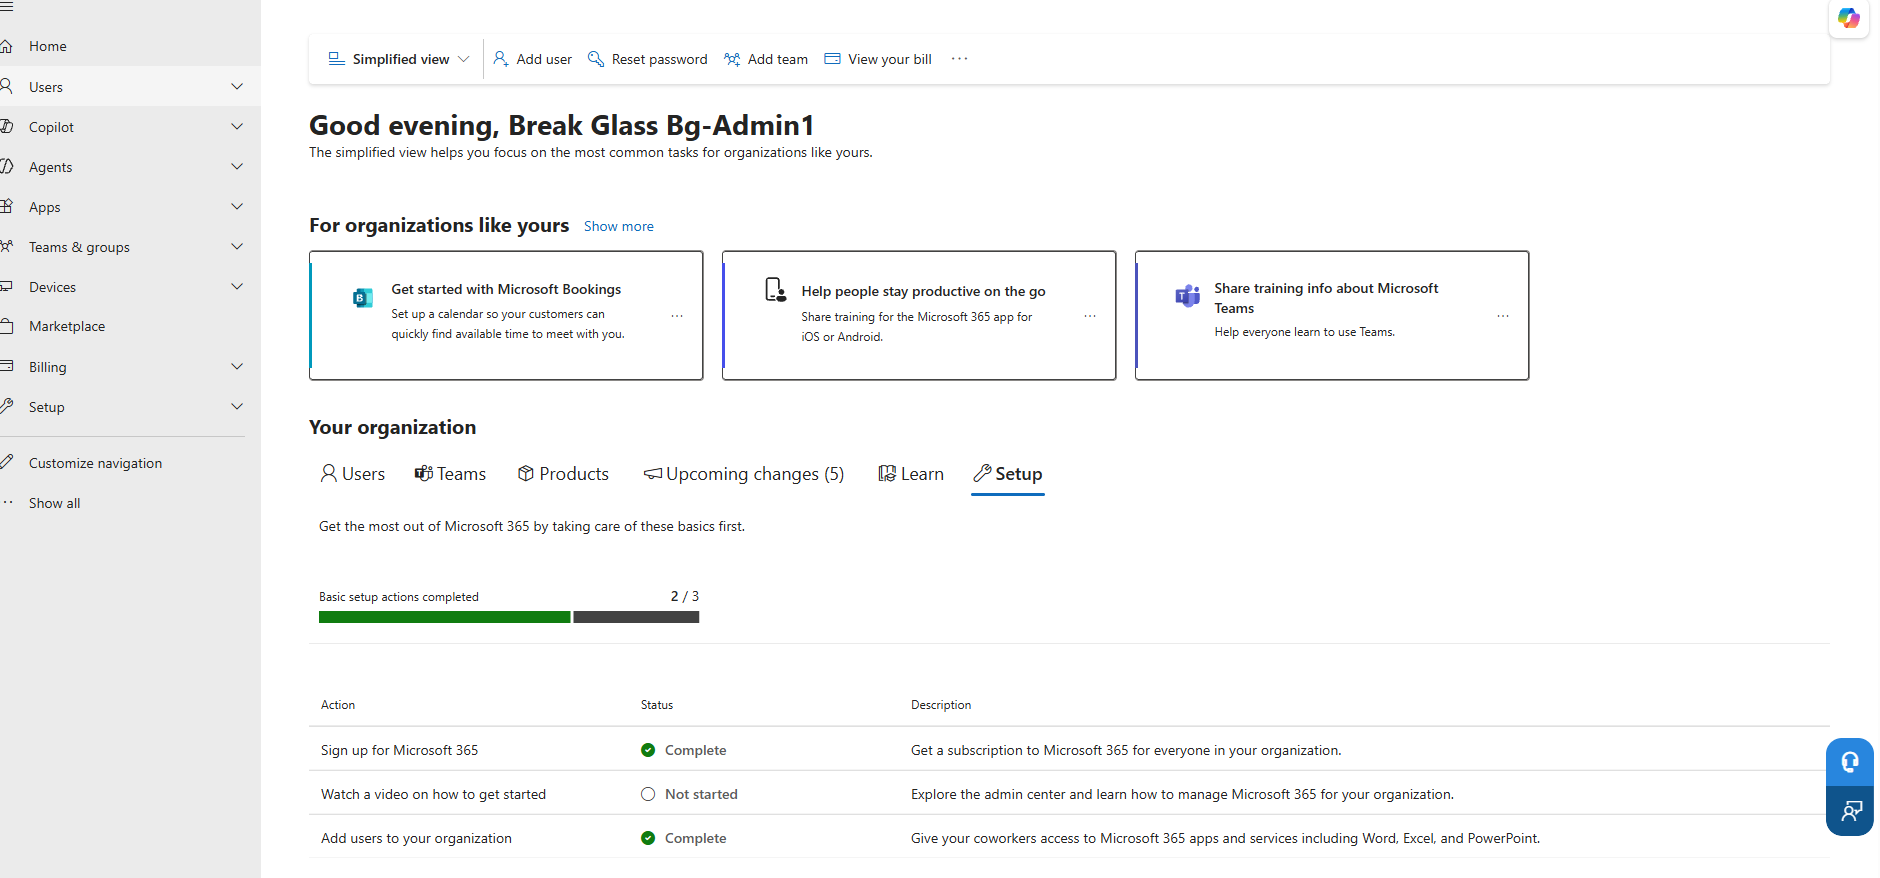 Home
Users
Copilot
Agents
Apps
Teams & groups
Devices
Marketplace
Billing
Setup
Customize navigation
Show all
Simplified view
Add user
Reset password
Add team
View your bill
Good evening, Break Glass Bg-Admin1
The simplified view helps you focus on the most common tasks for organizations like yours.
For organizations like yours
Show more
Get started with Microsoft Bookings
Set up a calendar so your customers can
quickly find available time to meet with you.
Help people stay productive on the go
Share training for the Microsoft 365 app for
iOS or Android.
Share training info about Microsoft
Teams
Help everyone learn to use Teams.
Your organization
Users
Teams
Products
Upcoming changes (5)
Learn
Setup
Get the most out of Microsoft 365 by taking care of these basics first.
Basic setup actions completed
2 / 3
Action
Status
Description
Sign up for Microsoft 365
Complete
Get a subscription to Microsoft 365 for everyone in your organization.
Watch a video on how to get started
Not started
Explore the admin center and learn how to manage Microsoft 365 for your organization.
Add users to your organization
Complete
Give your coworkers access to Microsoft 365 apps and services including Word, Excel, and PowerPoint.